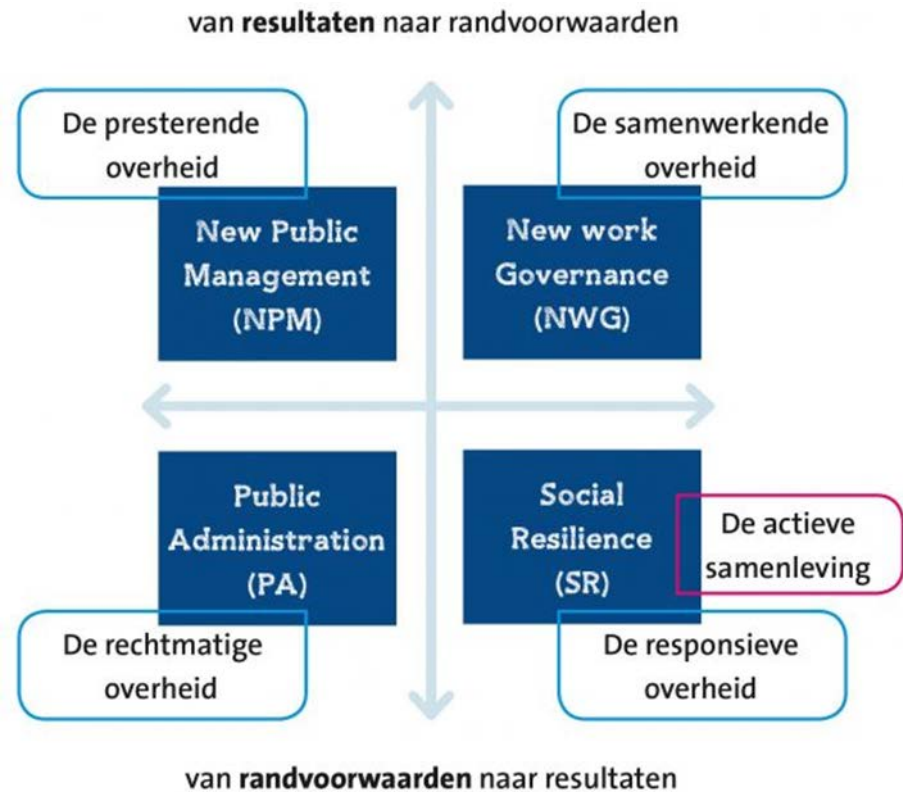 van resultaten naar randvoorwaarden
De presterende
overheid
De samenwerkende
overheid
New Public
Management
(NPM)
New work
Governance
(NWG)
Public
Administration
(PA)
Social
Resilience
(SR)
De actieve
samenleving
De rechtmatige
overheid
De responsieve
overheid
van randvoorwaarden naar resultaten